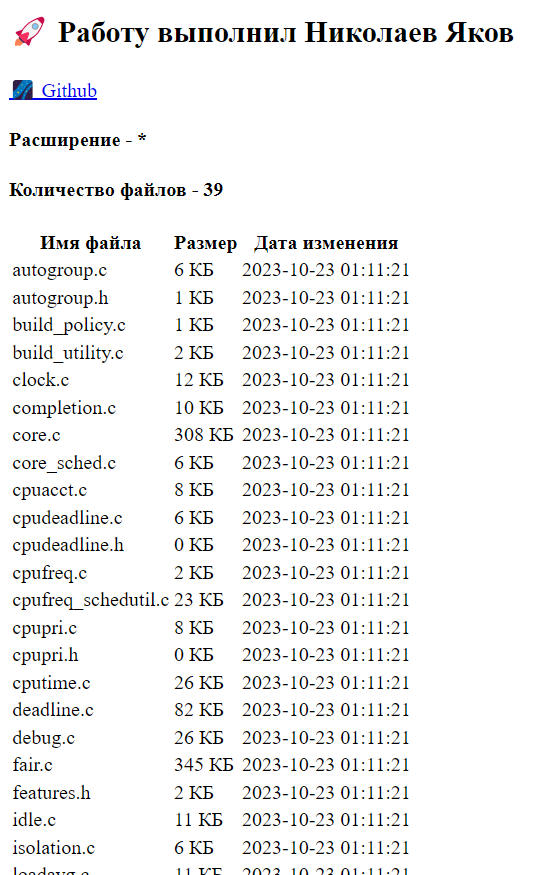 🚀 Работу выполнил Николаев Яков
Github
Расширение - *
Количество файлов - 39
Имя файла Размер Дата изменения
autogroup.c 6 КБ 2023-10-23 01:11:21
autogroup.h 1 КБ 2023-10-23 01:11:21
build_policy.c 1 КБ 2023-10-23 01:11:21
build_utility.c 2 КБ 2023-10-23 01:11:21
clock.c 12 КБ 2023-10-23 01:11:21
completion.c 10 КБ 2023-10-23 01:11:21
core.c 308 КБ 2023-10-23 01:11:21
core_sched.c 6 КБ 2023-10-23 01:11:21
cpuacct.c 8 КБ 2023-10-23 01:11:21
cpudeadline.c 6 КБ 2023-10-23 01:11:21
cpudeadline.h 0 КБ 2023-10-23 01:11:21
cpufreq.c 2 КБ 2023-10-23 01:11:21
cpufreq_schedutil.c 23 КБ 2023-10-23 01:11:21
cpupri.c 8 КБ 2023-10-23 01:11:21
cpupri.h 0 КБ 2023-10-23 01:11:21
cputime.c 26 КБ 2023-10-23 01:11:21
deadline.c 82 КБ 2023-10-23 01:11:21
debug.c 26 КБ 2023-10-23 01:11:21
fair.c 345 КБ 2023-10-23 01:11:21
features.h 2 КБ 2023-10-23 01:11:21
idle.c 11 КБ 2023-10-23 01:11:21
isolation.c 6 КБ 2023-10-23 01:11:21
loadavg.c 11 КБ 2023-10-23 01:11:21